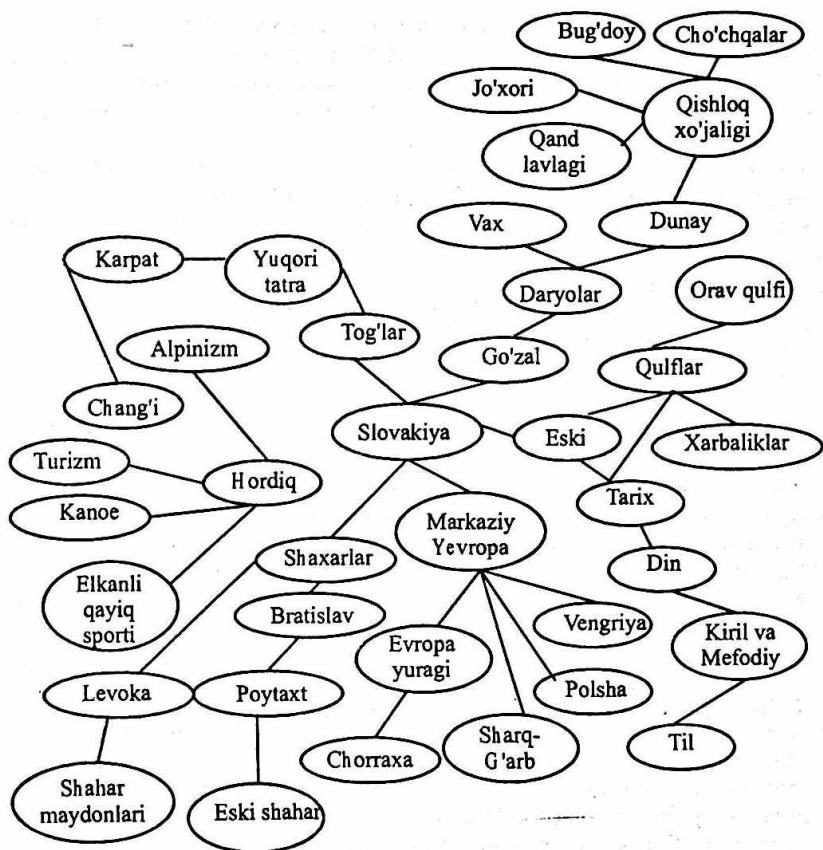 Bug'doy
Cho'chqalar
Jo'xori
Qishloq
xo'jaligi
Qand
lavlagi
Vax
Dunay
Karpat
Yuqori
tatra
Daryolar
Orav qulfi
Alpinizm
Tog'lar
Go'zal
Qulflar
Chang'i
Slovakiya
Eski
Xarbaliklar
Turizm
Hordiq
Kanoe
Tarix
Markaziy
Yevropa
Shaxarlar
Din
Elkanli
qayiq
sporti
Bratislav
Vengriya
Evropa
yuragi
Kiril va
Mefodiy
Levoka
Poytaxt
Polsha
Chorraxa
Sharq-
G'arb
Til
Shahar
maydonlari
Eski shahar